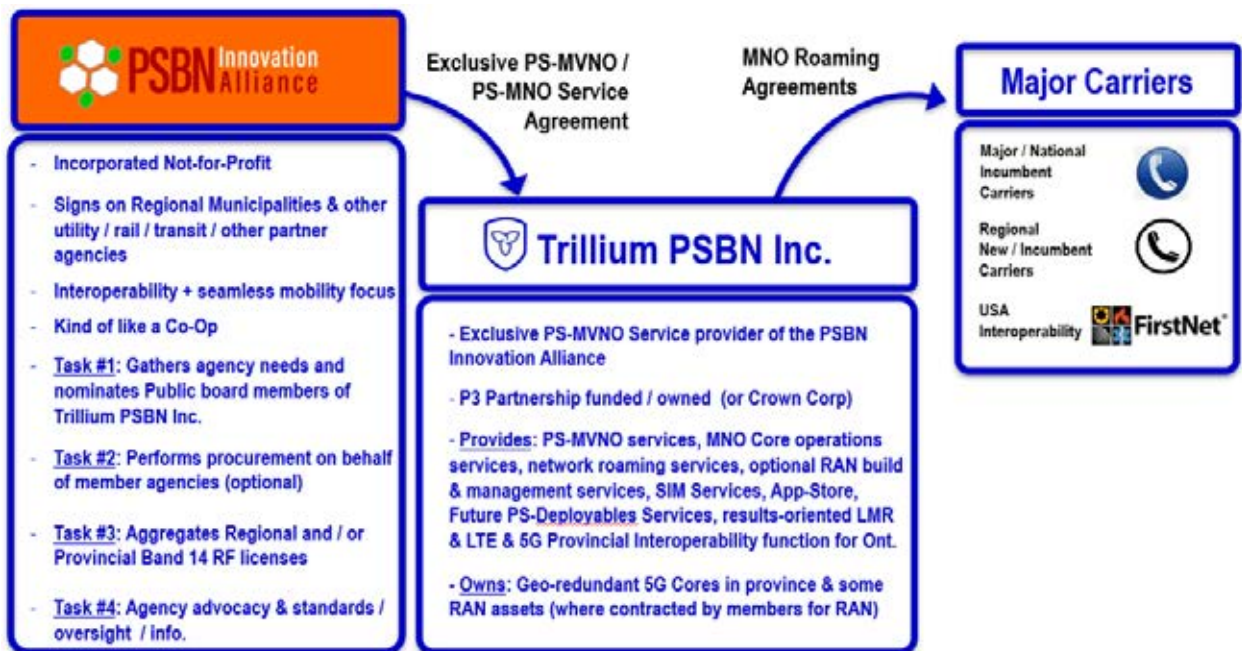 PSBN Innovation
Alliance
- Incorporated Not-for-Profit
- Signs on Regional Municipalities & other
utility / rail / transit / other partner
agencies
- Interoperability + seamless mobility focus
- Kind of like a Co-Op
- Task #1: Gathers agency needs and
nominates Public board members of
Trillium PSBN Inc.
- Task #2: Performs procurement on behalf
of member agencies (optional)
- Task #3: Aggregates Regional and / or
Provincial Band 14 RF licenses
- Task #4: Agency advocacy & standards /
oversight / info.
Exclusive PS-MVNO /
PS-MNO Service
Agreement
Trillium PSBN Inc.
- Exclusive PS-MVNO Service provider of the PSBN
Innovation Alliance
- P3 Partnership funded / owned (or Crown Corp)
- Provides: PS-MVNO services, MNO Core operations
services, network roaming services, optional RAN build
& management services, SIM Services, App-Store,
Future PS-Deployables Services, results-oriented LMR
& LTE & 5G Provincial Interoperability function for Ont.
- Owns: Geo-redundant 5G Cores in province & some
RAN assets (where contracted by members for RAN)
MNO Roaming
Agreements
Major Carriers
Major / National
Incumbent
Carriers
Regional
New / Incumbent
Carriers
USA
Interoperability
FirstNet®